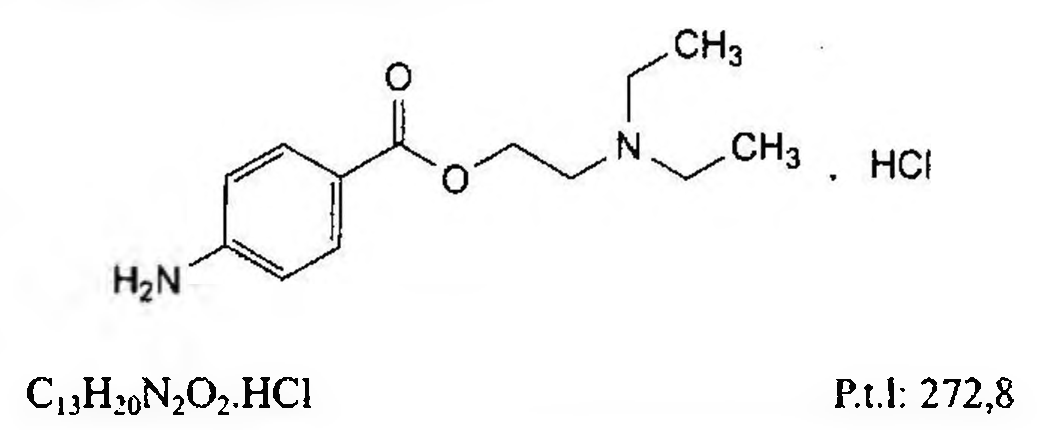 CH₃
O
N
CH₃
. HCl
O
H₂N
C₁₃H₂₀N₂O₂.HCl P.t.l: 272,8